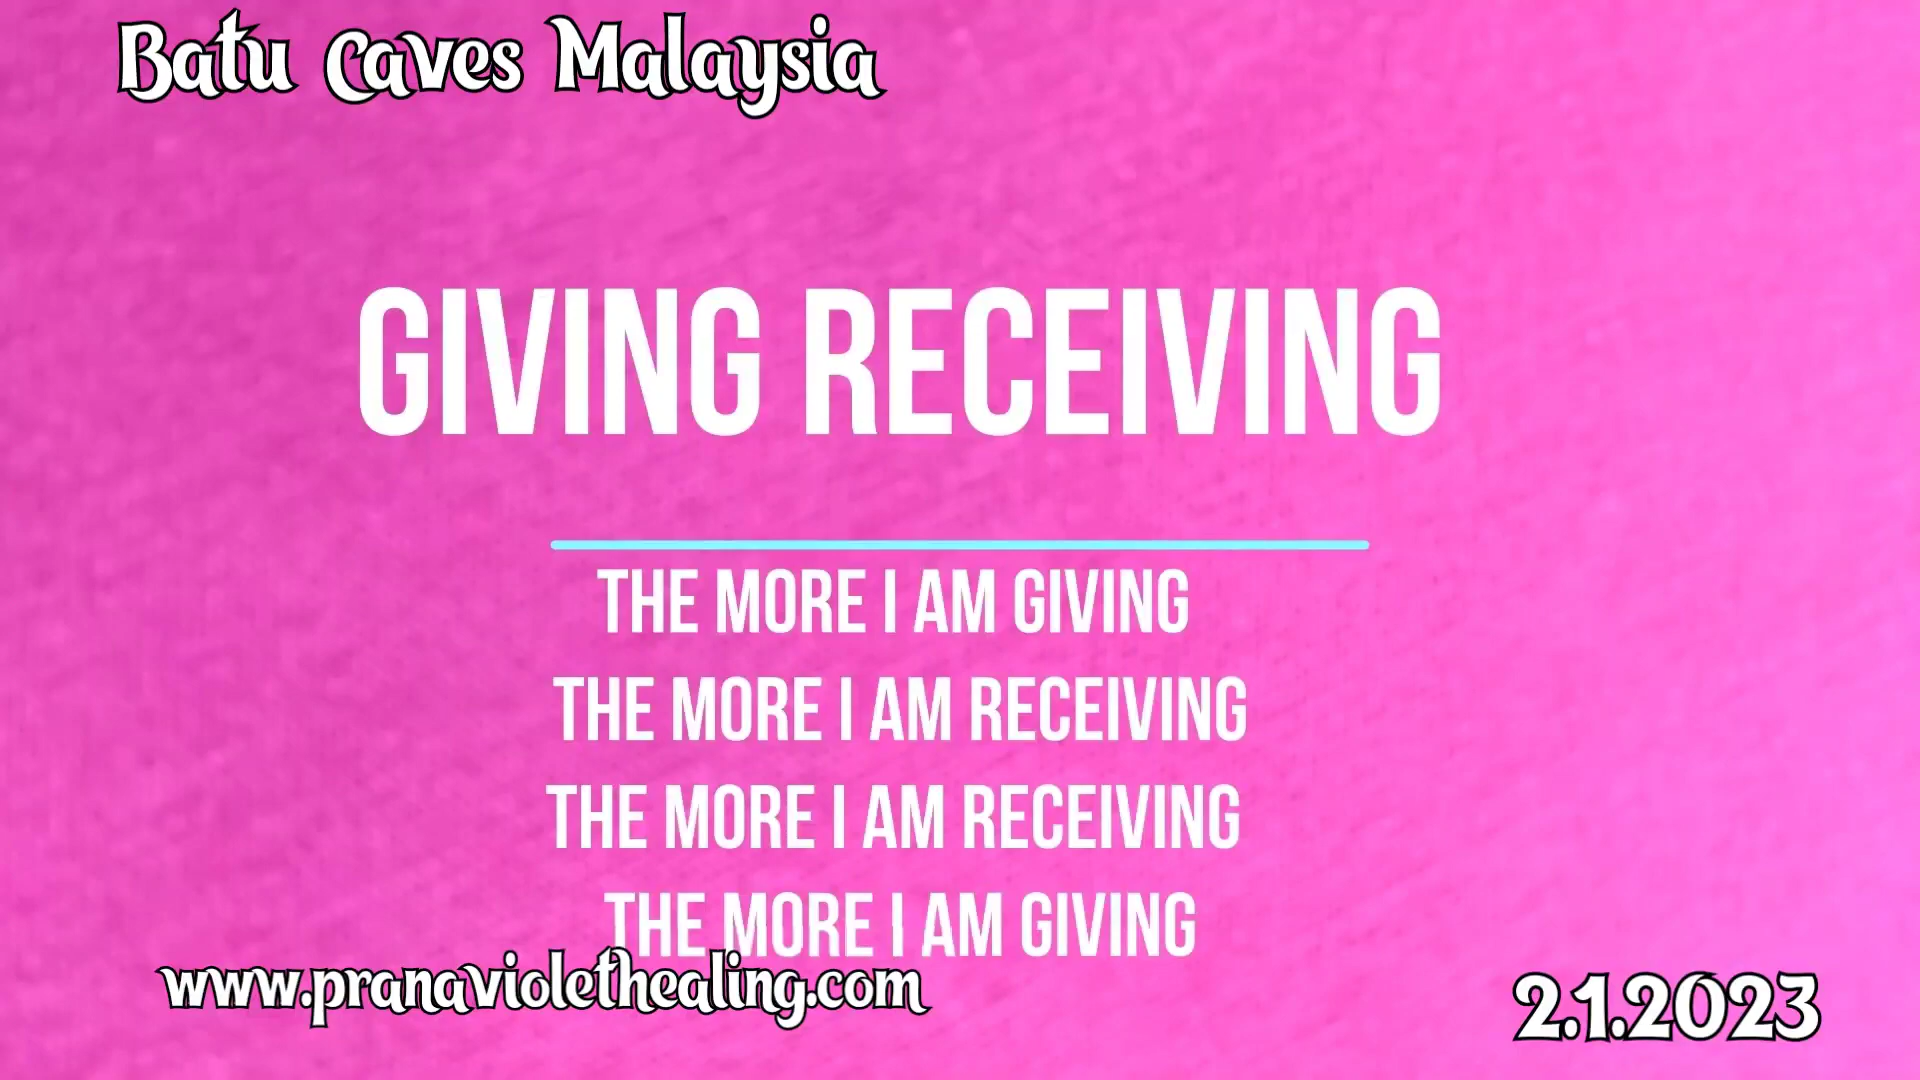 Batu Caves Malaysia
GIVING RECEIVING
THE MORE I AM GIVING
THE MORE I AM RECEIVING
THE MORE I AM RECEIVING
THE MORE I AM GIVING
www.pranaviolethealing.com
2.1.2023